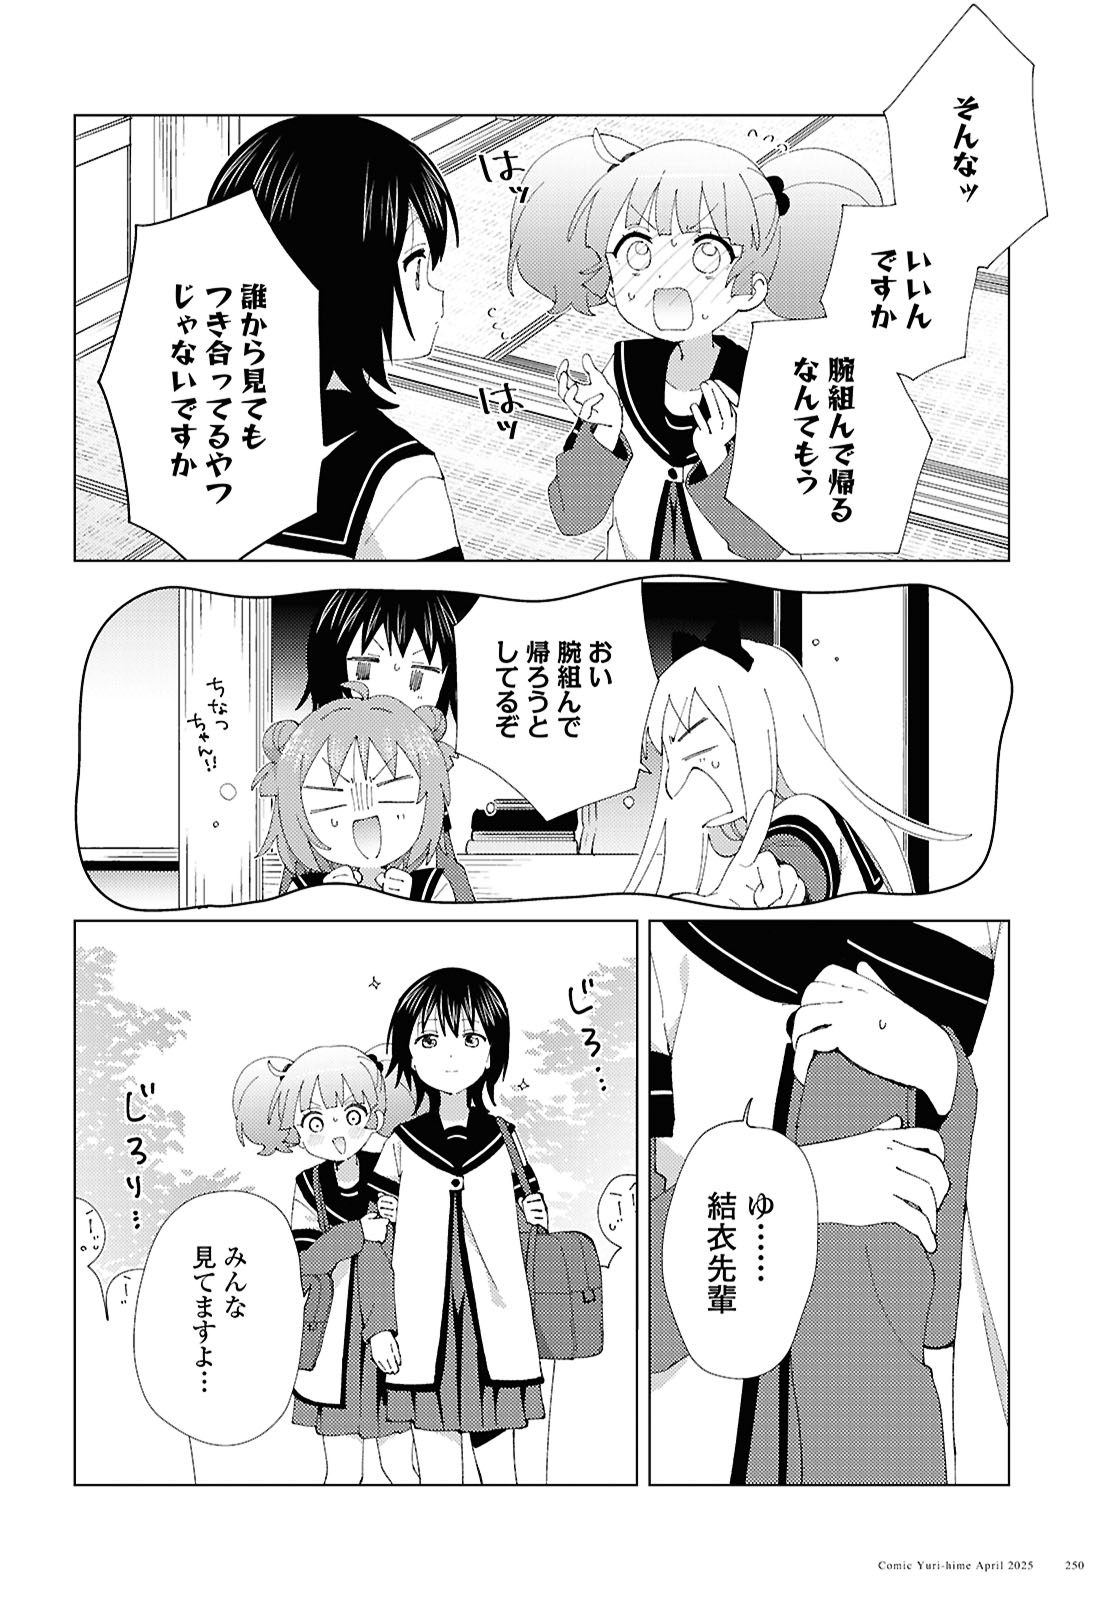 そんなッ
いいん
ですか
腕組んで帰る
なんてもう
はッ
はッ
誰から見ても
つき合ってるやつ
じゃないですか
おい
腕組んで
帰ろうと
してるぞ
ちなつ
ちゃん!!
ゆ……
結衣先輩
じろ…
じろり…
みんな
見てますよ…
Comic Yuri-hime April 2025
250